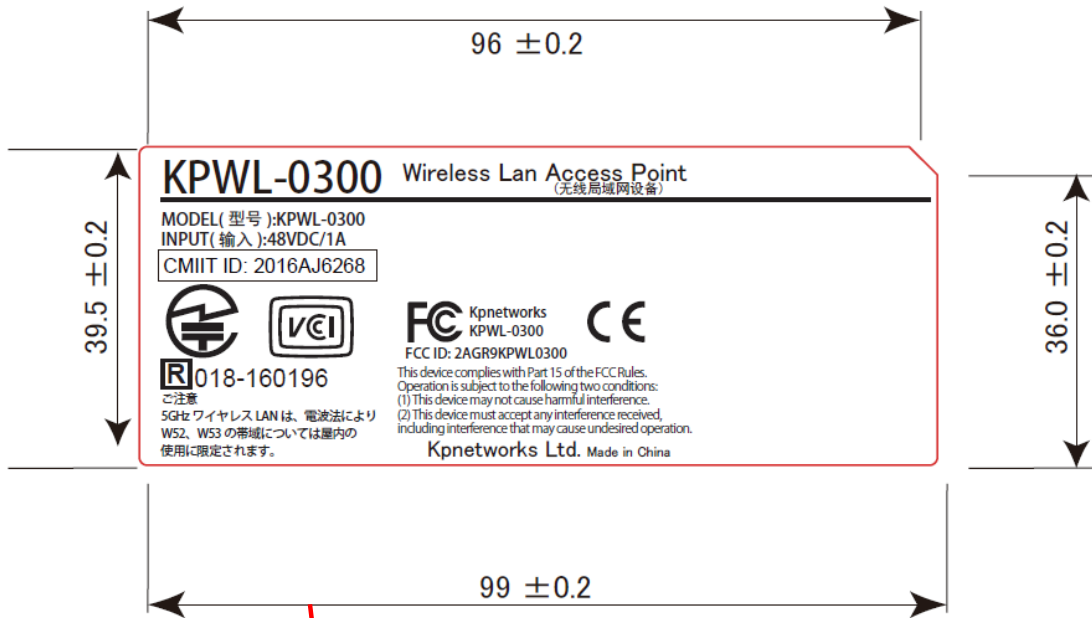 96 ±0.2
KPWL-0300 Wireless Lan Access Point
(无线局域网设备)
MODEL( 型号 ):KPWL-0300
INPUT( 输入 ):48VDC/1A
CMIIT ID: 2016AJ6268
39.5 ±0.2
36.0 ±0.2
VCI
FC Kpnetworks
KPWL-0300
CE
FCC ID: 2AGR9KPWL0300
R 018-160196
ご注意
5GHz ワイヤレス LAN は、電波法により
W52、W53 の帯域については屋内の
使用に限定されます。
This device complies with Part 15 of the FCC Rules.
Operation is subject to the following two conditions:
(1) This device may not cause harmful interference.
(2) This device must accept any interference received,
including interference that may cause undesired operation.
Kpnetworks Ltd. Made in China
99 ±0.2